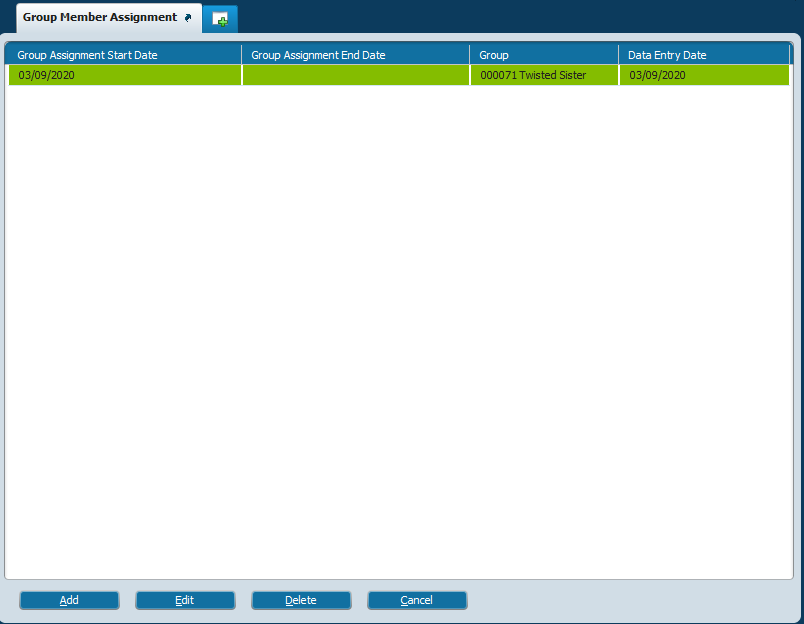 Group Member Assignment
Group Assignment Start Date Group Assignment End Date Group Data Entry Date
03/09/2020 000071 Twisted Sister 03/09/2020
Add Edit Delete Cancel